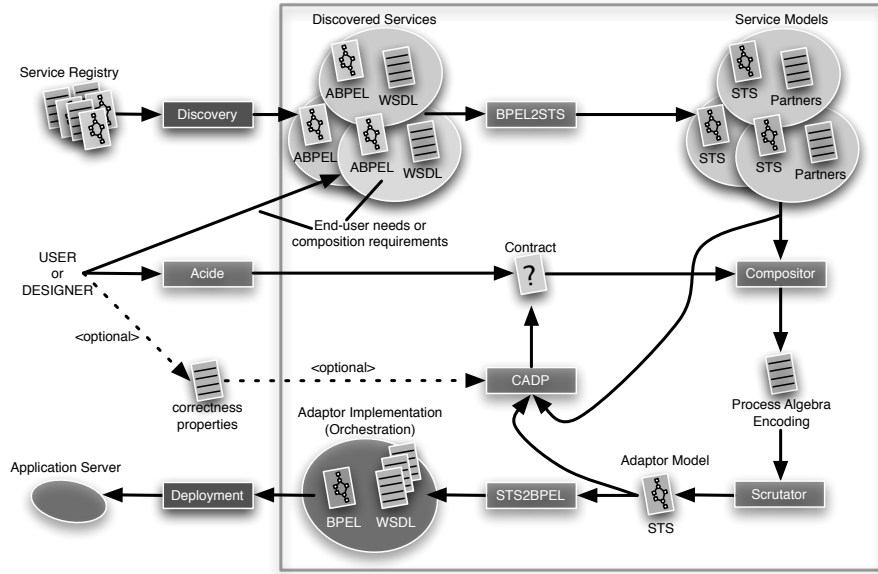 Discovered Services
Service Models
Service Registry
ABPEL
WSDL
STS
Partners
Discovery
BPEL2STS
ABPEL
ABPEL
WSDL
STS
STS
Partners
End-user needs or
composition requirements
USER
or
DESIGNER
Acide
Contract
?
Compositor
<optional>
<optional>
CADP
correctness
properties
Process Algebra
Encoding
Adaptor Implementation
(Orchestration)
Application Server
Adaptor Model
Deployment
BPEL
WSDL
STS2BPEL
STS
Scrutator